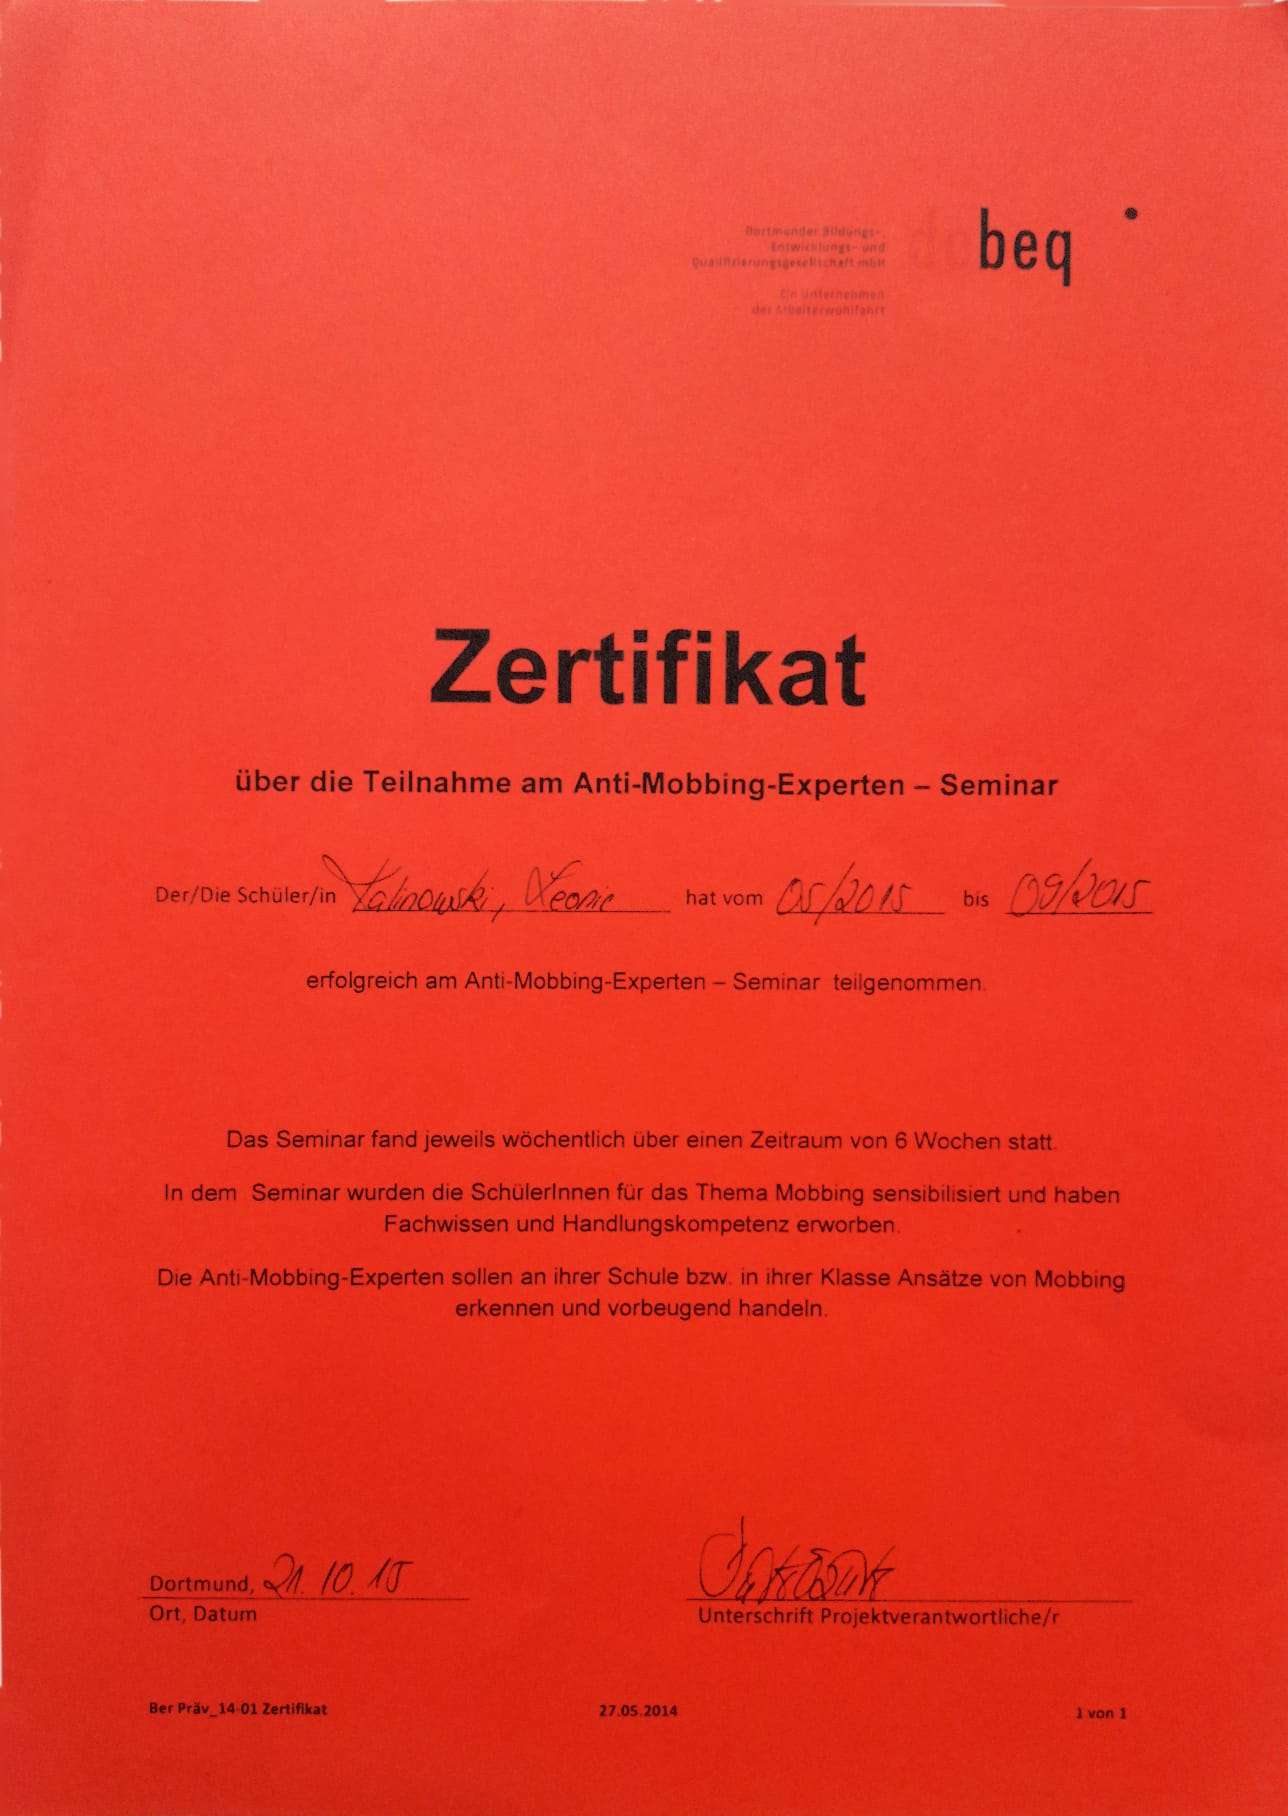 Dortmunder Bildungs-,
Entwicklungs- und
Qualifizierungsgesellschaft mbH
Ein Unternehmen
der Arbeiterwohlfahrt
dobeq
Zertifikat
über die Teilnahme am Anti-Mobbing-Experten – Seminar
Der/Die Schüler/in Kalinowski, Leonie hat vom 05/2015 bis 09/2015
erfolgreich am Anti-Mobbing-Experten – Seminar teilgenommen.
Das Seminar fand jeweils wöchentlich über einen Zeitraum von 6 Wochen statt.
In dem Seminar wurden die SchülerInnen für das Thema Mobbing sensibilisiert und haben
Fachwissen und Handlungskompetenz erworben.
Die Anti-Mobbing-Experten sollen an ihrer Schule bzw. in ihrer Klasse Ansätze von Mobbing
erkennen und vorbeugend handeln.
Dortmund, 21.10.15
Ort, Datum
Unterschrift Projektverantwortliche/r
Ber Präv_14-01 Zertifikat 27.05.2014 1 von 1